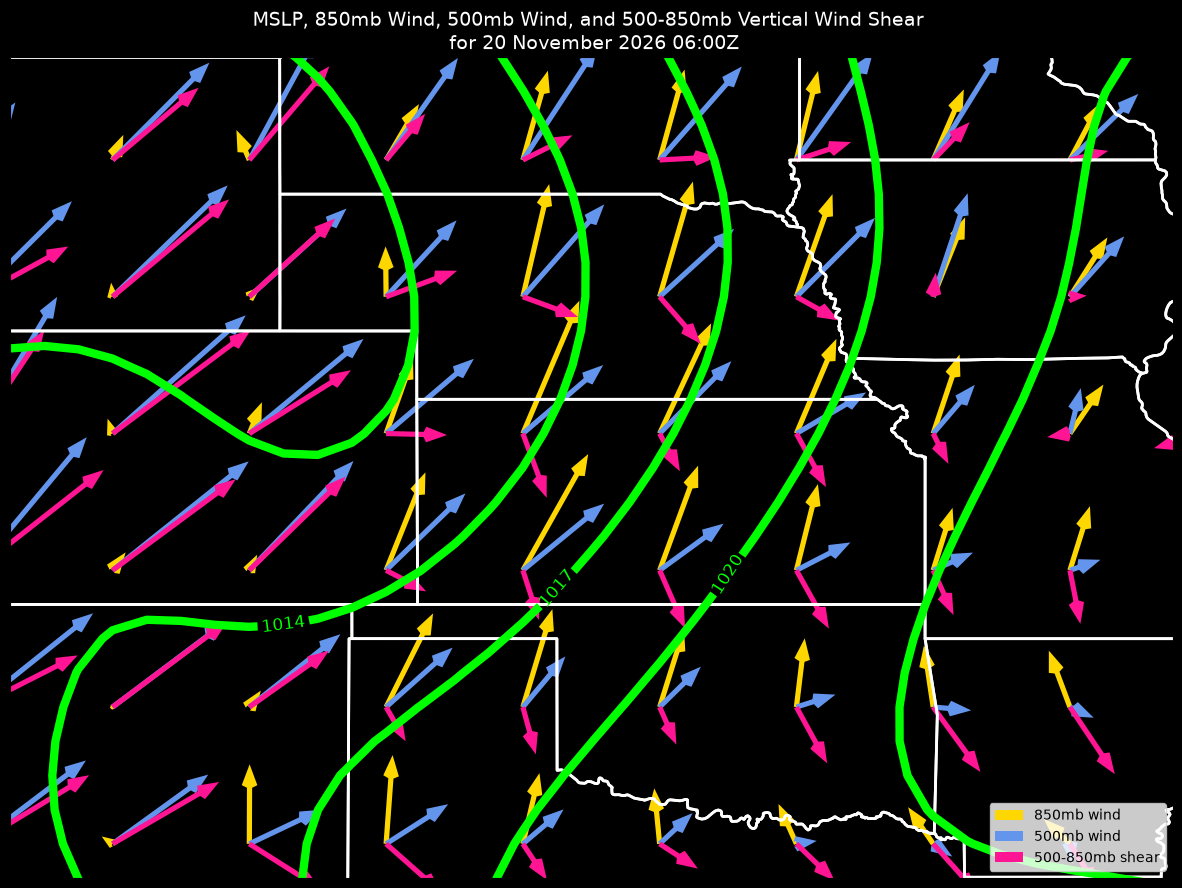 MSLP, 850mb Wind, 500mb Wind, and 500-850mb Vertical Wind Shear
for 20 November 2026 06:00Z
1017
1020
1014
850mb wind
500mb wind
500-850mb shear